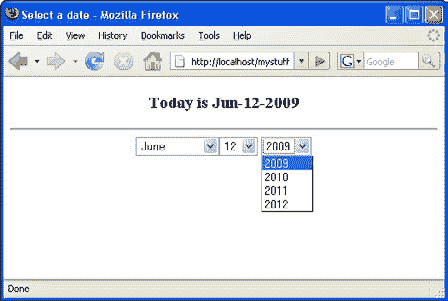 Select a date - Mozilla Firefox
File Edit View History Bookmarks Tools Help
http://localhost/mystuff G Google
Today is Jun-12-2009
June 12 2009
2009
2010
2011
2012
Done